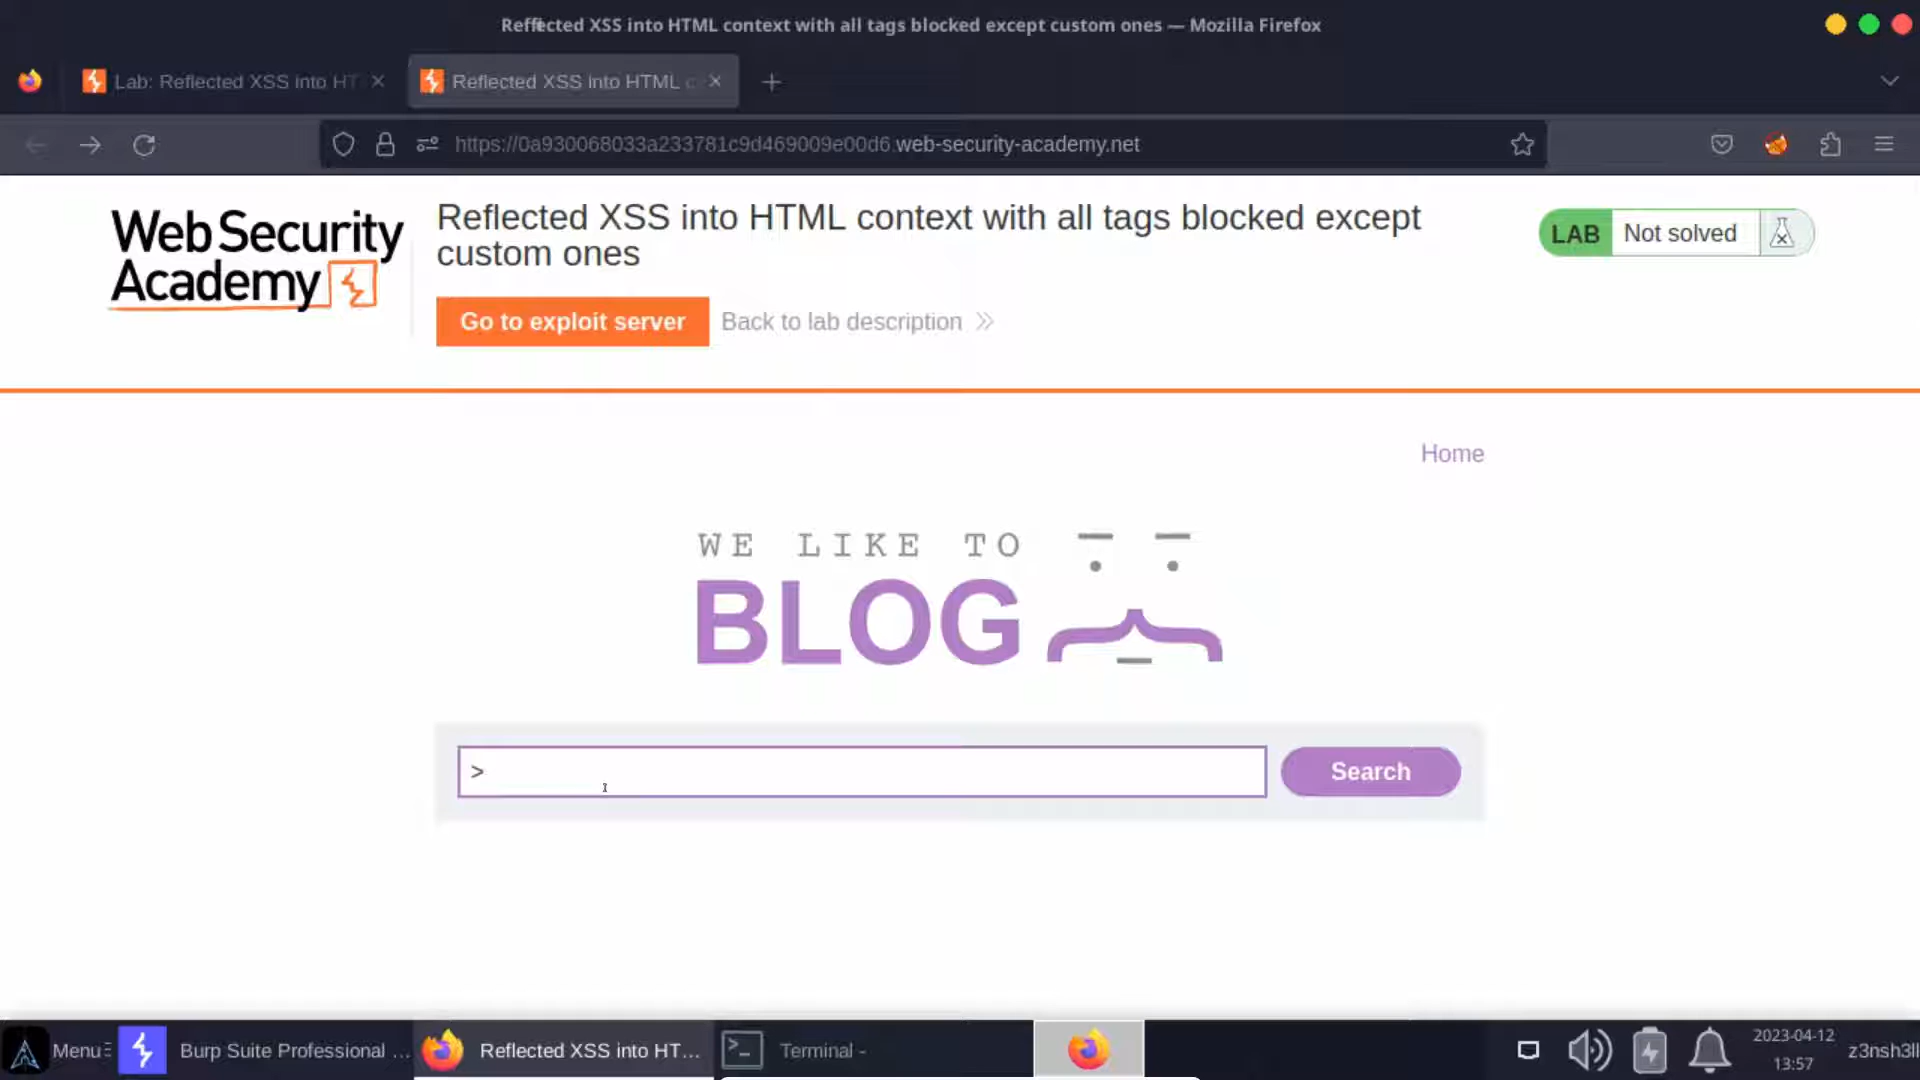 Reflected XSS into HTML context with all tags blocked except custom ones — Mozilla Firefox
Lab: Reflected XSS into HT
Reflected XSS into HTML c
https://0a930068033a233781c9d469009e00d6.web-security-academy.net
Web Security
Academy
Reflected XSS into HTML context with all tags blocked except
custom ones
LAB Not solved
Go to exploit server
Back to lab description
Home
WE LIKE TO
BLOG
>
Search
Menu
Burp Suite Professional ...
Reflected XSS into HT...
Terminal -
2023-04-12
13:57
z3nsh3ll